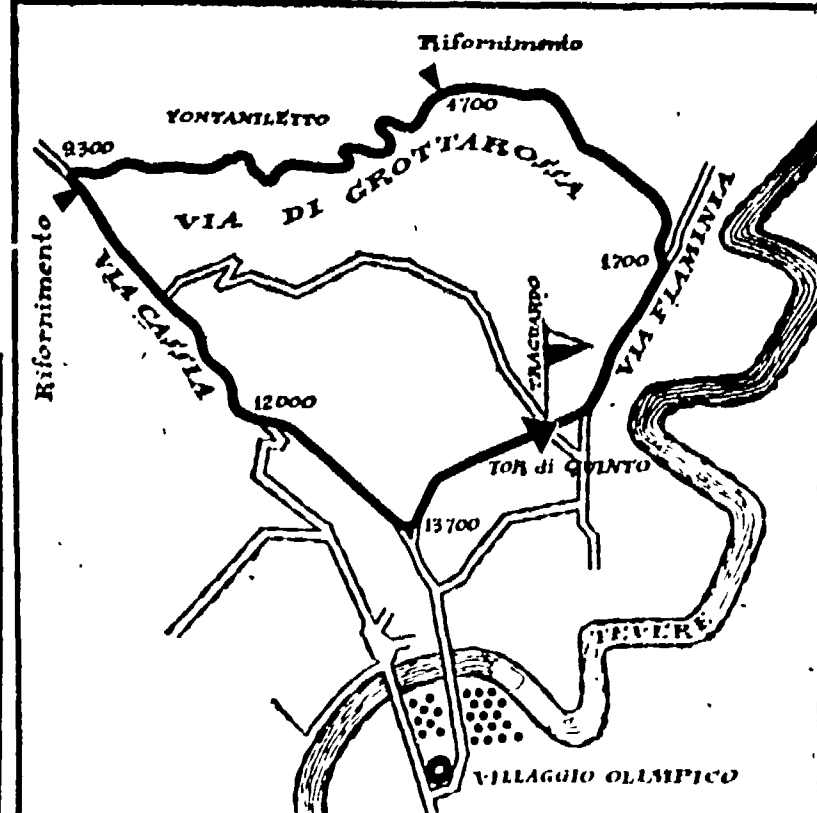 Rifornimento
4700
FONTANILETTO
9300
VIA DI GROTTAROSSA
Rifornimento
VIA CASSIA
1700
VIA FLAMINIA
TRAGUARDO
12000
TOR di QUINTO
13700
TEVERE
VILLAGGIO OLIMPICO